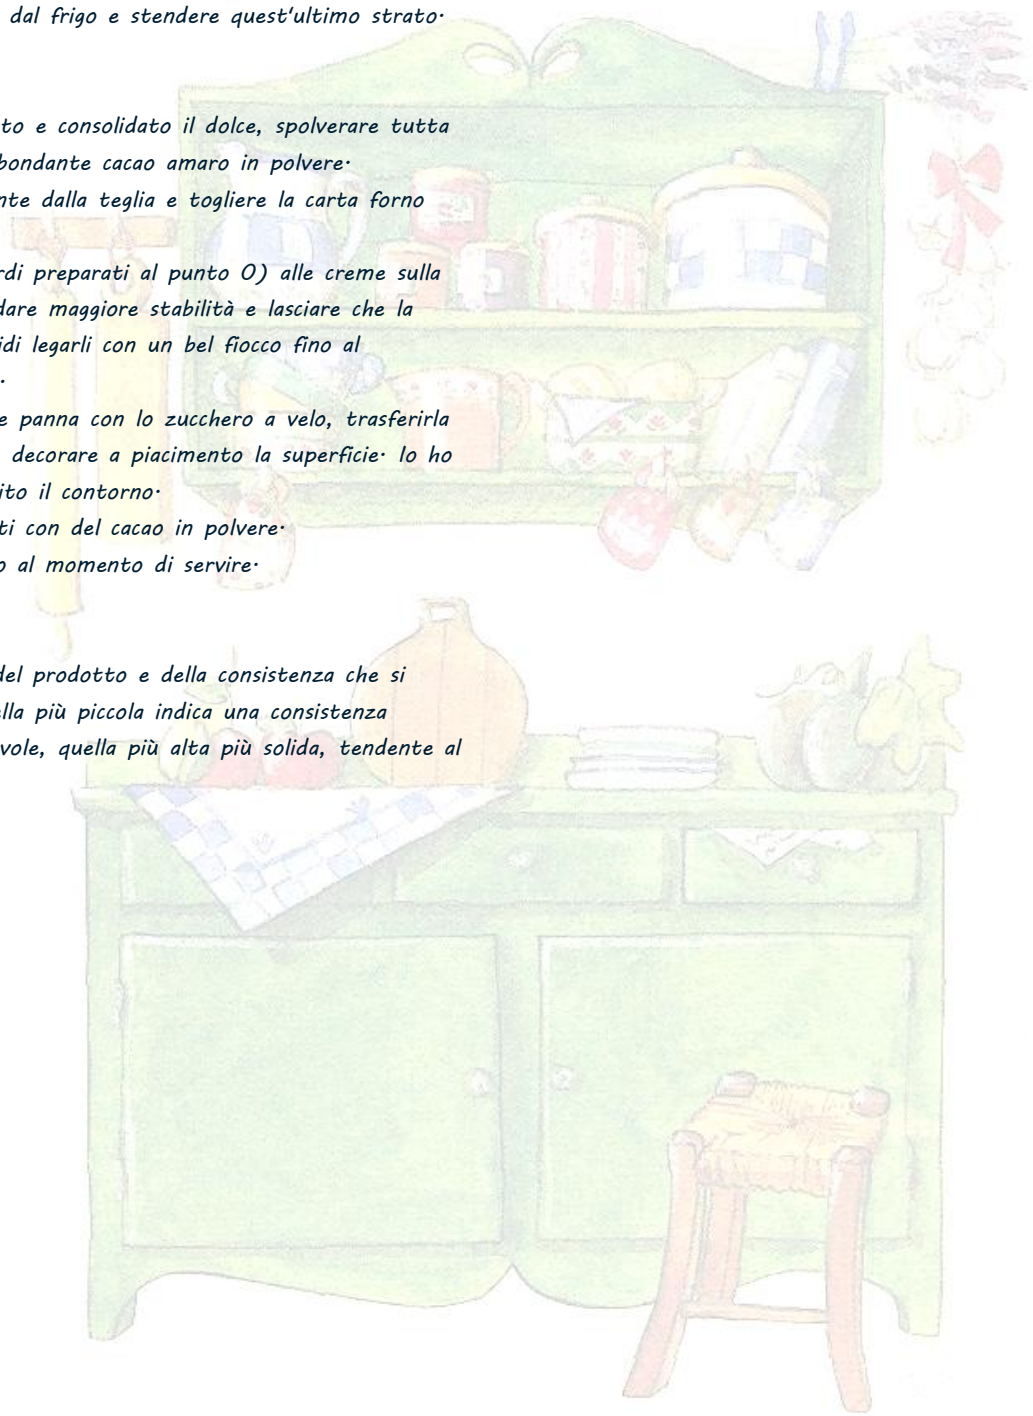 dal frigo e stendere quest'ultimo strato·
to e consolidato il dolce, spolverare tutta
bondante cacao amaro in polvere·
nte dalla teglia e togliere la carta forno
rdi preparati al punto O) alle creme sulla
dare maggiore stabilità e lasciare che la
idi legarli con un bel fiocco fino al
·
e panna con lo zucchero a velo, trasferirla
decorare a piacimento la superficie· Io ho
ito il contorno·
ti con del cacao in polvere·
o al momento di servire·
del prodotto e della consistenza che si
ella più piccola indica una consistenza
vole, quella più alta più solida, tendente al